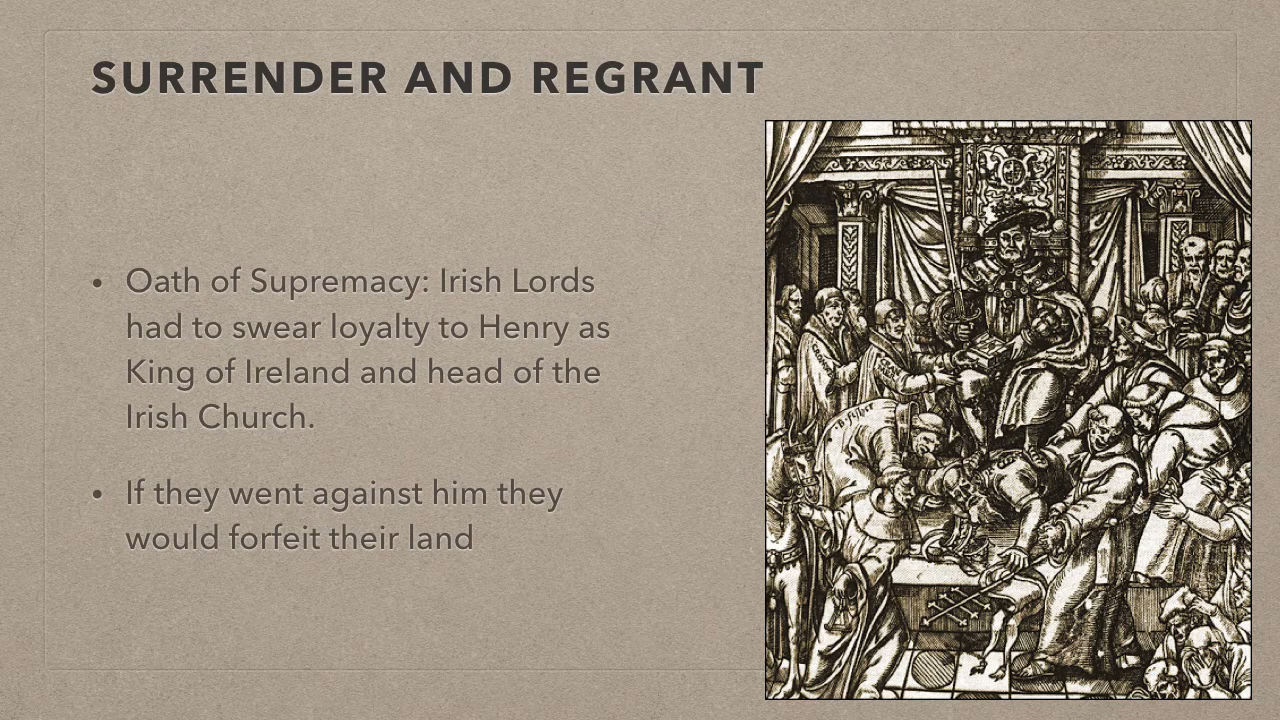 SURRENDER AND REGRANT
• Oath of Supremacy: Irish Lords
had to swear loyalty to Henry as
King of Ireland and head of the
Irish Church.
• If they went against him they
would forfeit their land